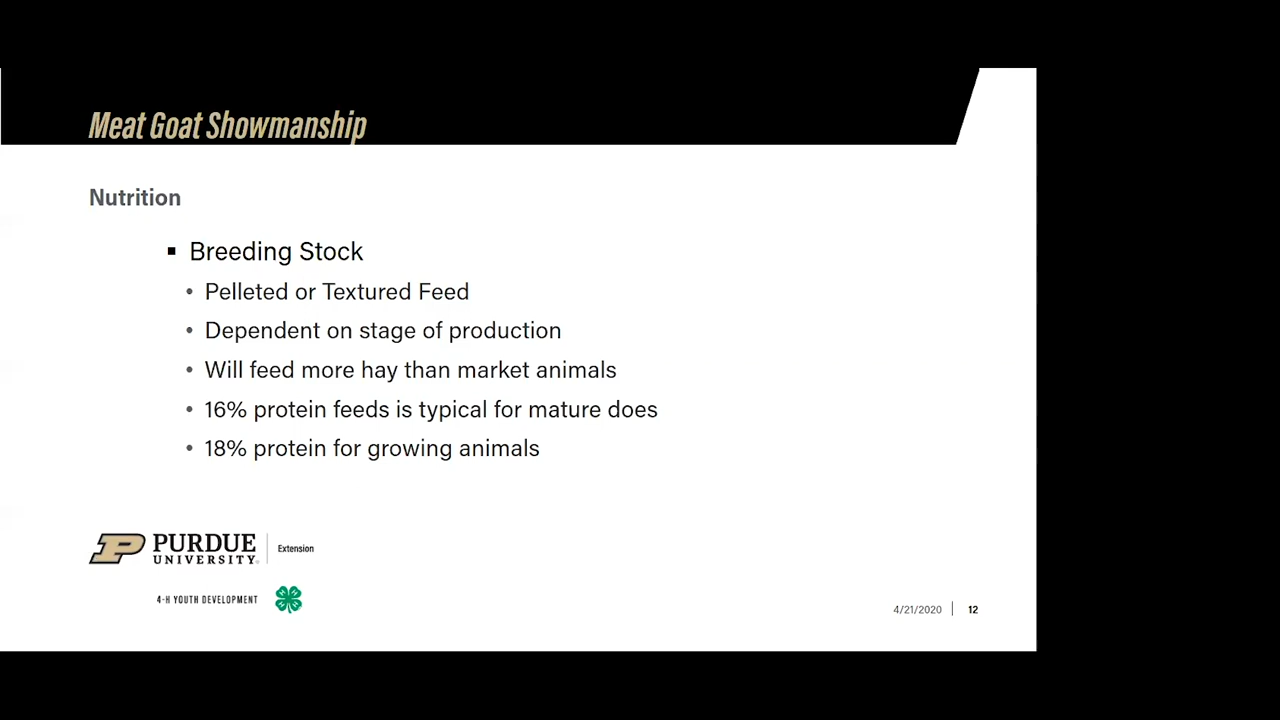 Meat Goat Showmanship
Nutrition
▪ Breeding Stock
• Pelleted or Textured Feed
• Dependent on stage of production
• Will feed more hay than market animals
• 16% protein feeds is typical for mature does
• 18% protein for growing animals
P PURDUE UNIVERSITY. | Extension
4-H YOUTH DEVELOPMENT
4/21/2020 | 12